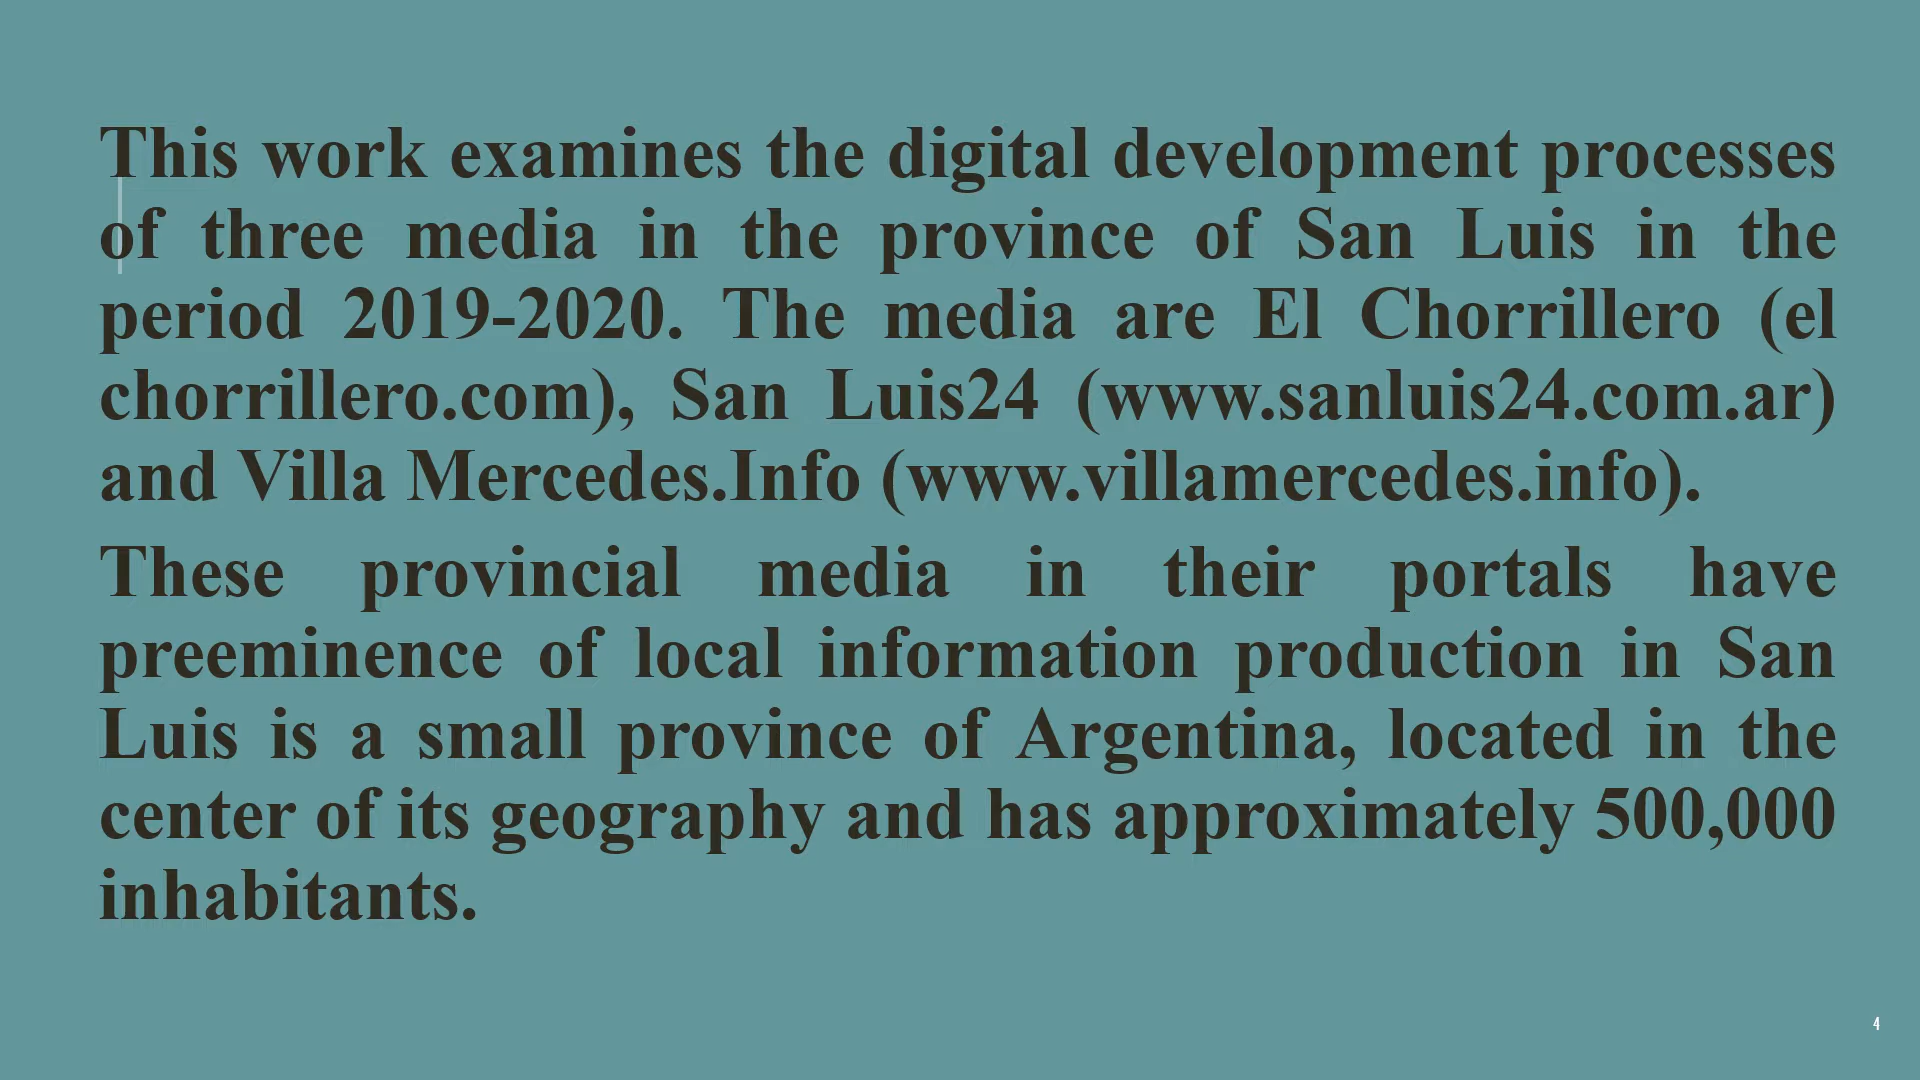 This work examines the digital development processes
of three media in the province of San Luis in the
period 2019-2020. The media are El Chorrillero (el
chorrillero.com), San Luis24 (www.sanluis24.com.ar)
and Villa Mercedes.Info (www.villamercedes.info).
These provincial media in their portals have
preeminence of local information production in San
Luis is a small province of Argentina, located in the
center of its geography and has approximately 500,000
inhabitants.
4